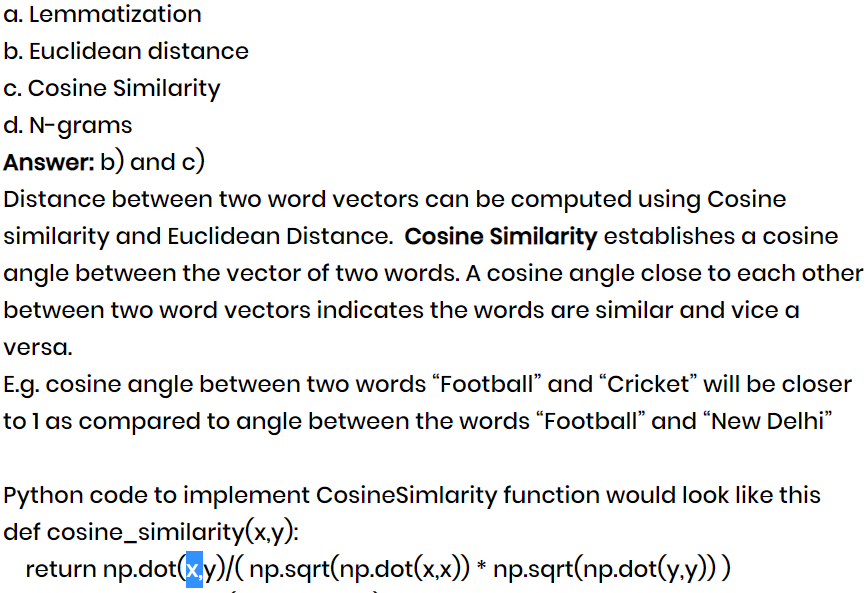 a. Lemmatization
b. Euclidean distance
c. Cosine Similarity
d. N-grams
Answer: b) and c)
Distance between two word vectors can be computed using Cosine
similarity and Euclidean Distance.  Cosine Similarity establishes a cosine
angle between the vector of two words. A cosine angle close to each other
between two word vectors indicates the words are similar and vice a
versa.
E.g. cosine angle between two words “Football” and “Cricket” will be closer
to 1 as compared to angle between the words “Football” and “New Delhi”
Python code to implement CosineSimlarity function would look like this
def cosine_similarity(x,y):
return np.dot(x,y)/( np.sqrt(np.dot(x,x)) * np.sqrt(np.dot(y,y)) )